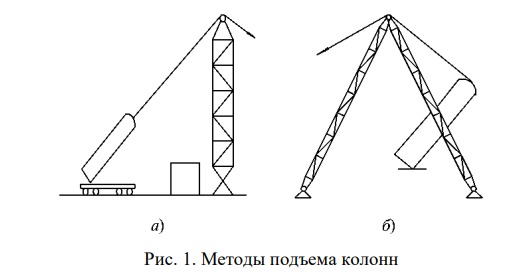 а) б)
Рис. 1. Методы подъема колонн